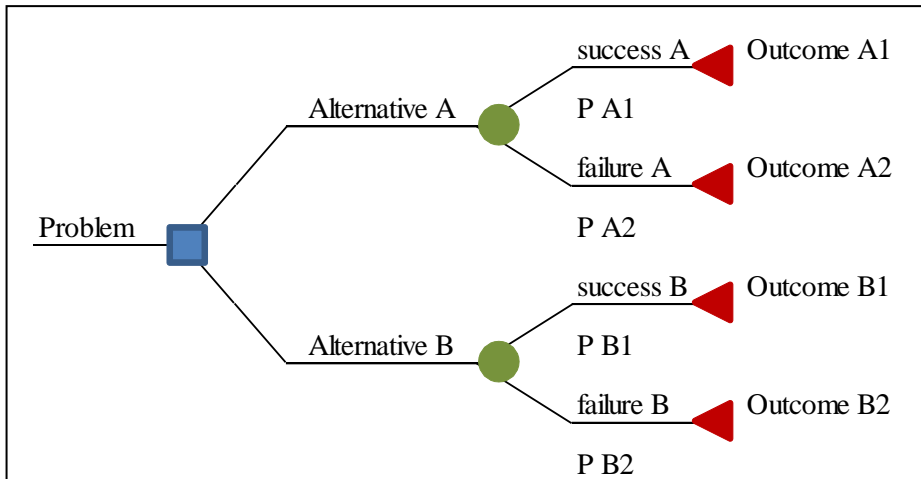 success A
Outcome A1
Alternative A
P A1
failure A
Outcome A2
P A2
Problem
success B
Outcome B1
Alternative B
P B1
failure B
Outcome B2
P B2